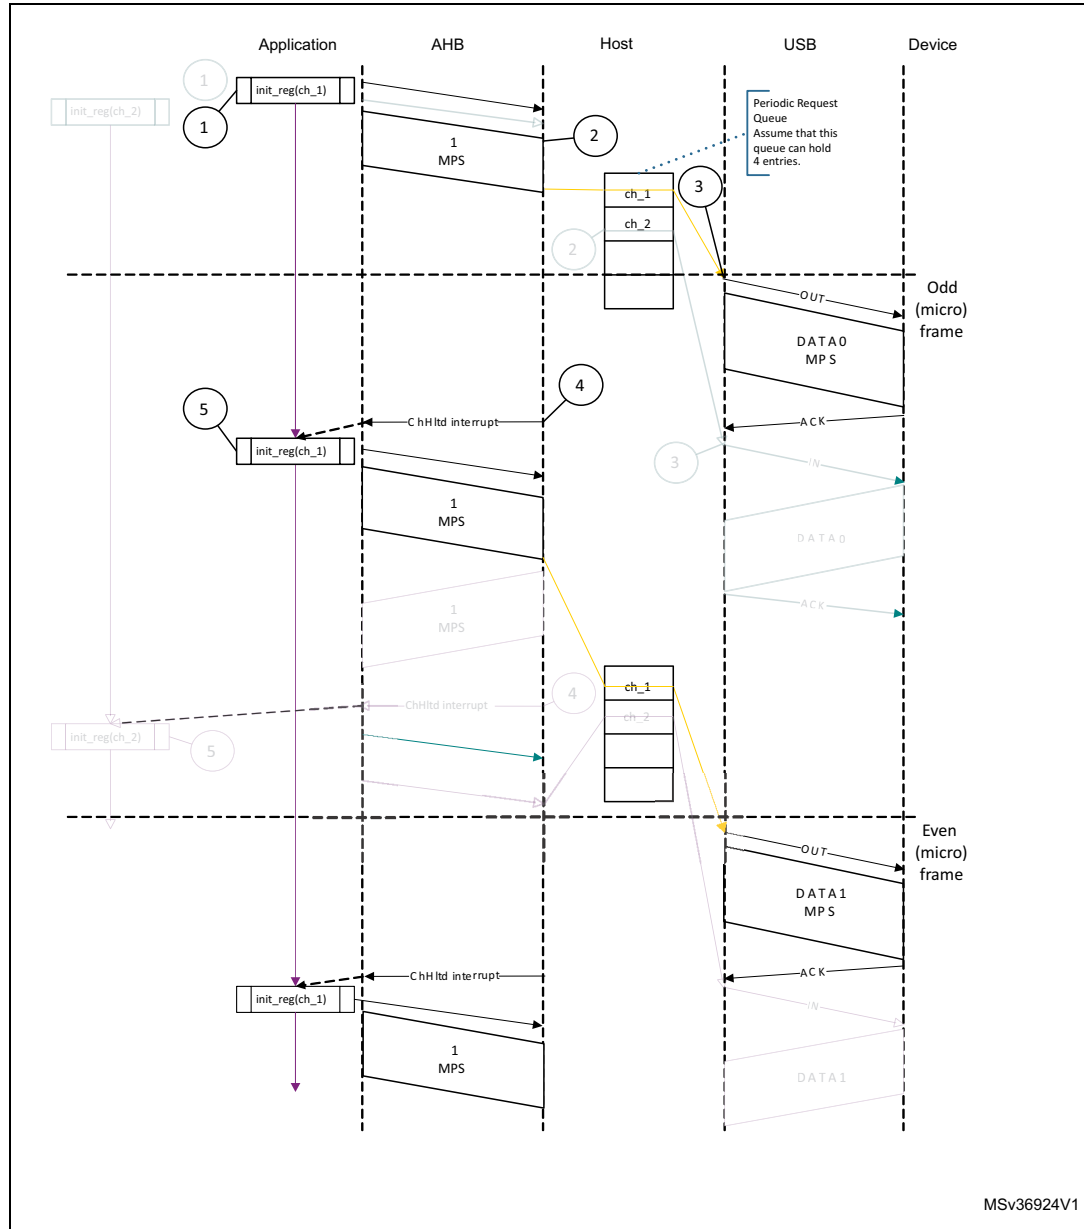 Application AHB Host USB Device
1
init_reg(ch_1)
init_reg(ch_2)
1
2
1
MPS
Periodic Request
Queue
Assume that this
queue can hold
4 entries.
3
ch_1
ch_2
2
Odd
(micro)
frame
OUT
DATA0
MPS
4
5
ChHltd interrupt
ACK
init_reg(ch_1)
3
IN
1
MPS
DATA0
1
MPS
ACK
ch_1
4
ChHltd interrupt
ch_2
init_reg(ch_2)
5
Even
(micro)
frame
OUT
DATA1
MPS
ChHltd interrupt
ACK
init_reg(ch_1)
IN
1
MPS
DATA1
MSv36924V1